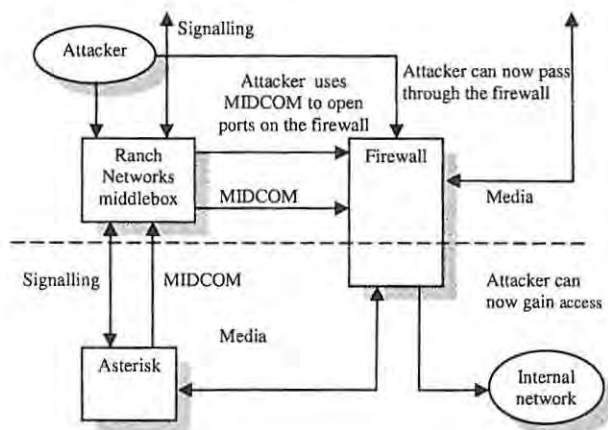 Attacker
Signalling
Attacker uses
MIDCOM to open
ports on the firewall
Attacker can now pass
through the firewall
Ranch
Networks
middlebox
Firewall
MIDCOM
Media
Signalling
MIDCOM
Attacker can
now gain access
Media
Asterisk
Internal
network